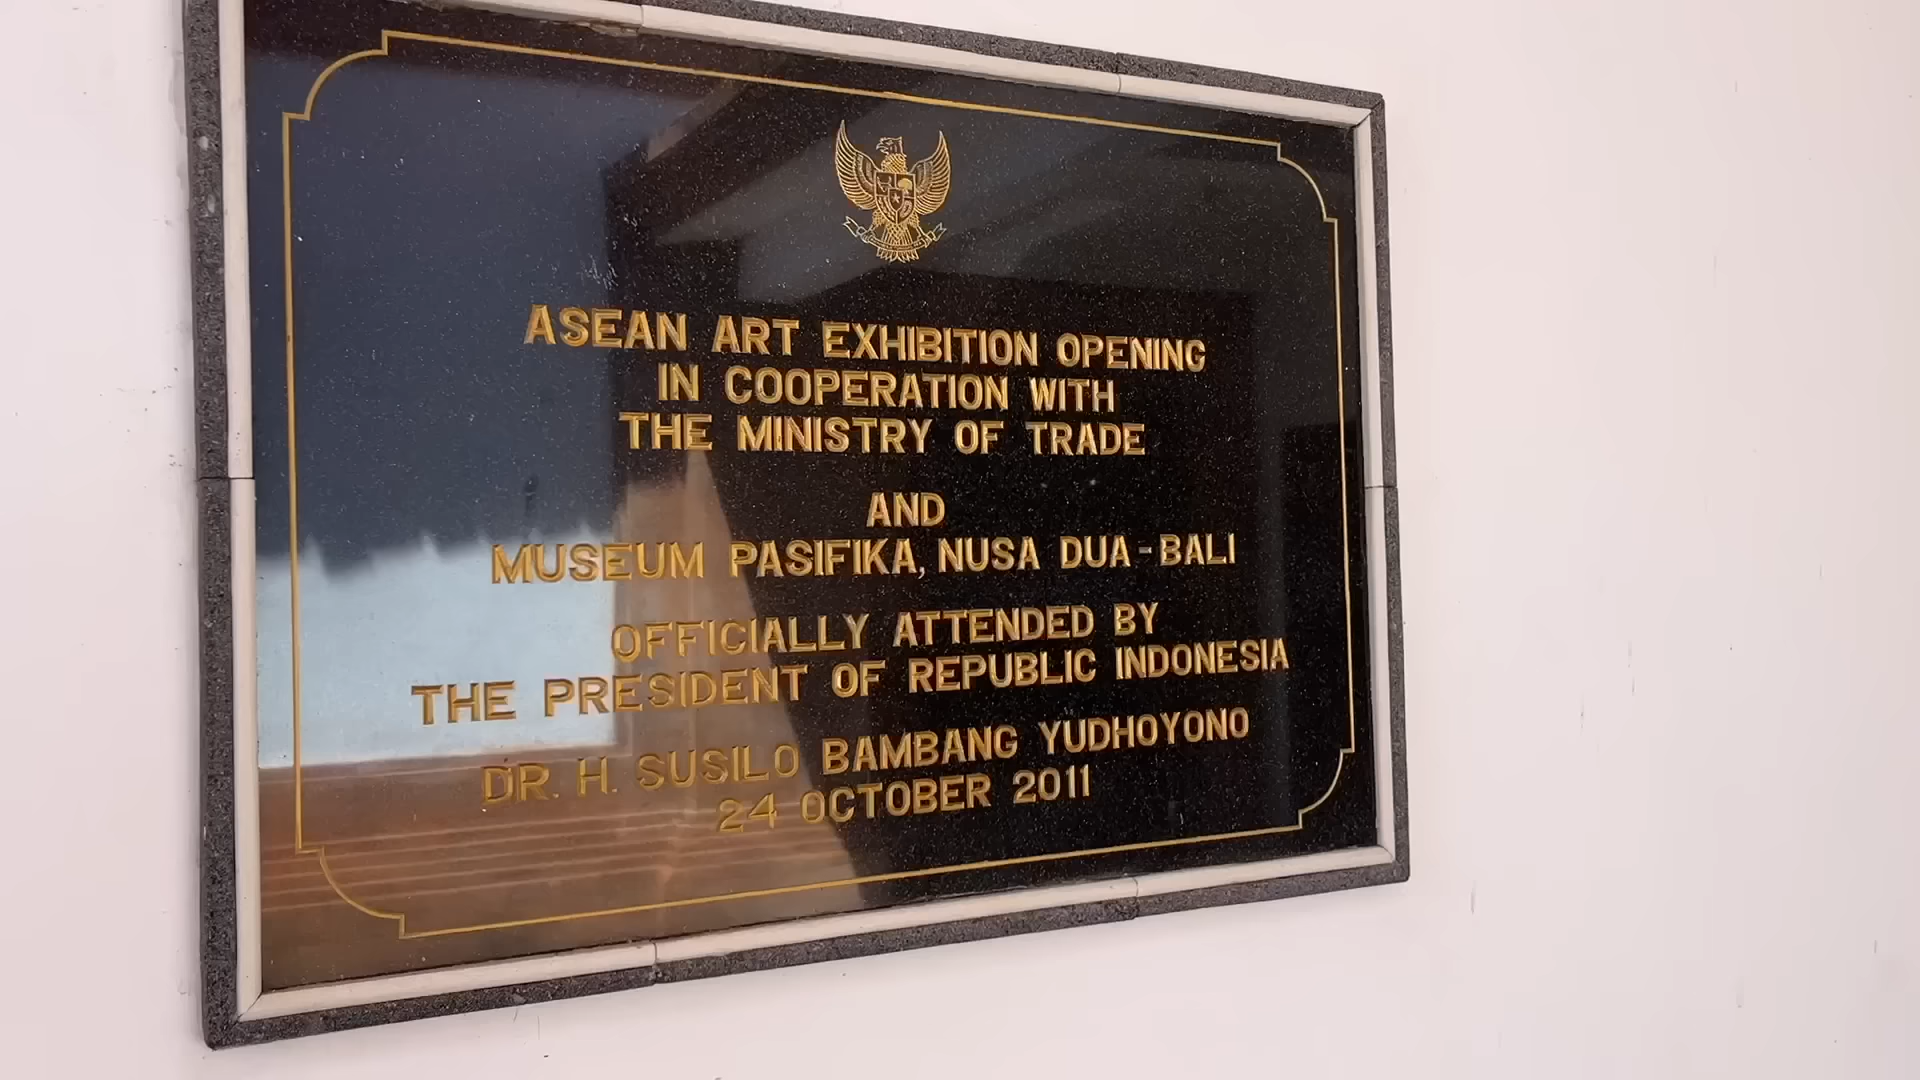 ASEAN ART EXHIBITION OPENING
IN COOPERATION WITH
THE MINISTRY OF TRADE
AND
MUSEUM PASIFIKA, NUSA DUA - BALI
OFFICIALLY ATTENDED BY
THE PRESIDENT OF REPUBLIC INDONESIA
DR. H. SUSILO BAMBANG YUDHOYONO
24 OCTOBER 2011